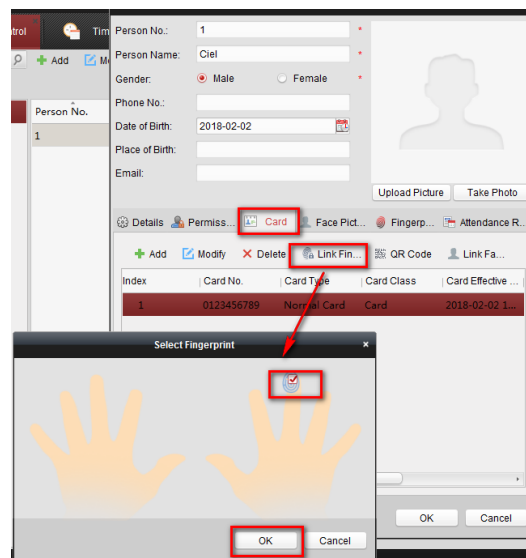 trol
Tim
Add
M
Person No.
1
Person No.:
1
*
Person Name:
Ciel
*
Gender:
Male
Female
*
Phone No.:
Date of Birth:
2018-02-02
Place of Birth:
Email:
Upload Picture
Take Photo
Details
Permiss...
Card
Face Pict...
Fingerp...
Attendance R...
Add
Modify
Delete
Link Fin...
QR Code
Link Fa...
Index
Card No.
Card Type
Card Class
Card Effective ...
1
0123456789
Normal Card
Card
2018-02-02 1...
Select Fingerprint
×
OK
Cancel
OK
Cancel